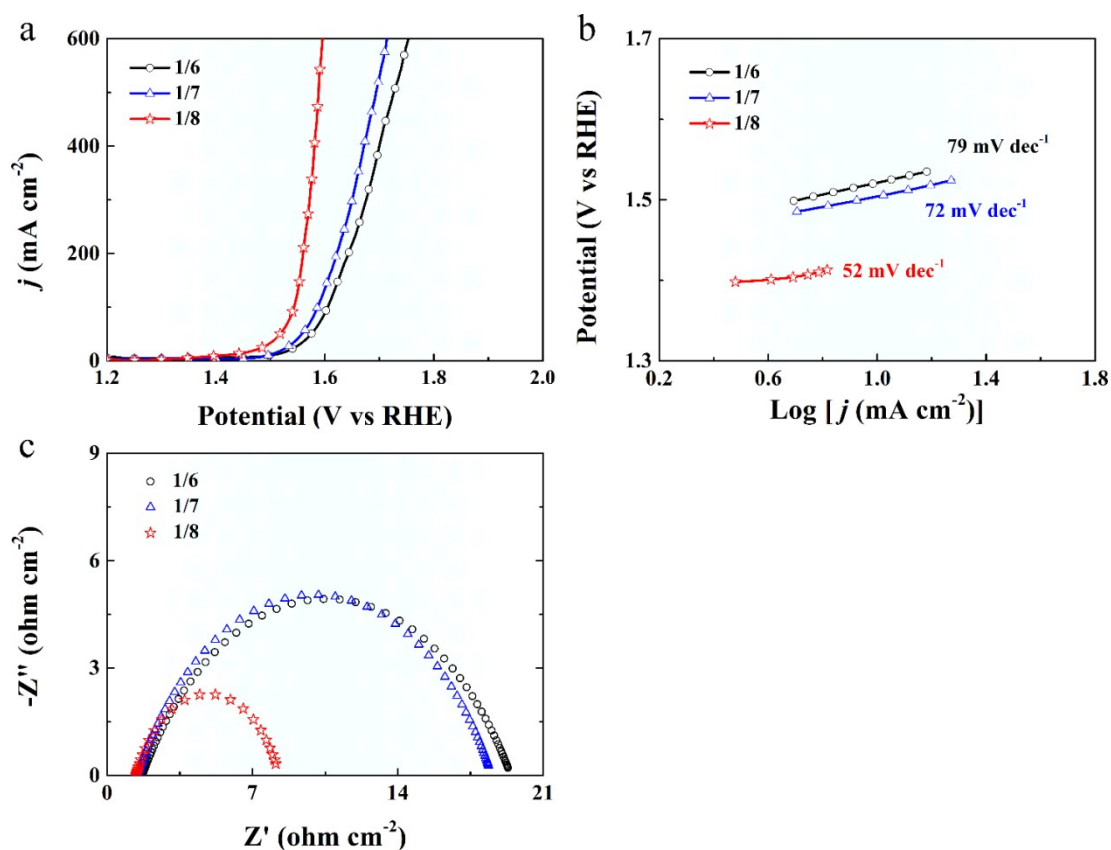 a
600
400
200
0
j (mA cm⁻²)
1/6
1/7
1/8
1.2
1.4
1.6
1.8
2.0
Potential (V vs RHE)
b
1.7
1.5
1.3
Potential (V vs RHE)
1/6
1/7
1/8
79 mV dec⁻¹
72 mV dec⁻¹
52 mV dec⁻¹
0.2
0.6
1.0
1.4
1.8
Log [ j (mA cm⁻²)]
c
9
6
3
0
-Z'' (ohm cm⁻²)
1/6
1/7
1/8
0
7
14
21
Z' (ohm cm⁻²)